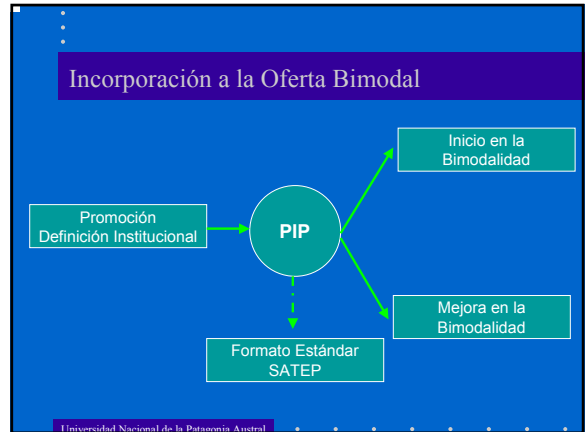 Incorporación a la Oferta Bimodal
Inicio en la
Bimodalidad
Promoción
Definición Institucional
PIP
Mejora en la
Bimodalidad
Formato Estándar
SATEP
Universidad Nacional de la Patagonia Austral